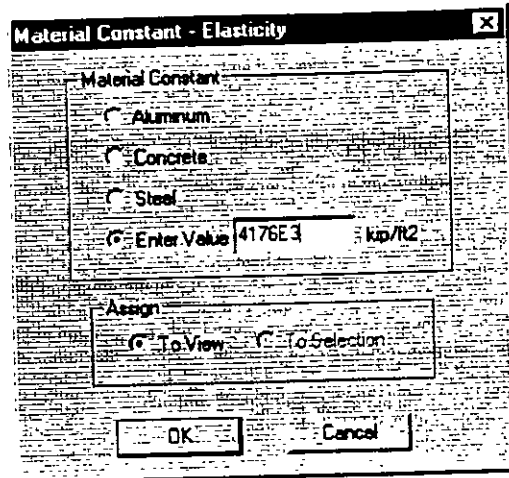 Material Constant - Elasticity
Material Constant
Aluminum
Concrete
Steel
Enter Value 4176E3 kip/ft2
Assign
To View To Selection
OK Cancel